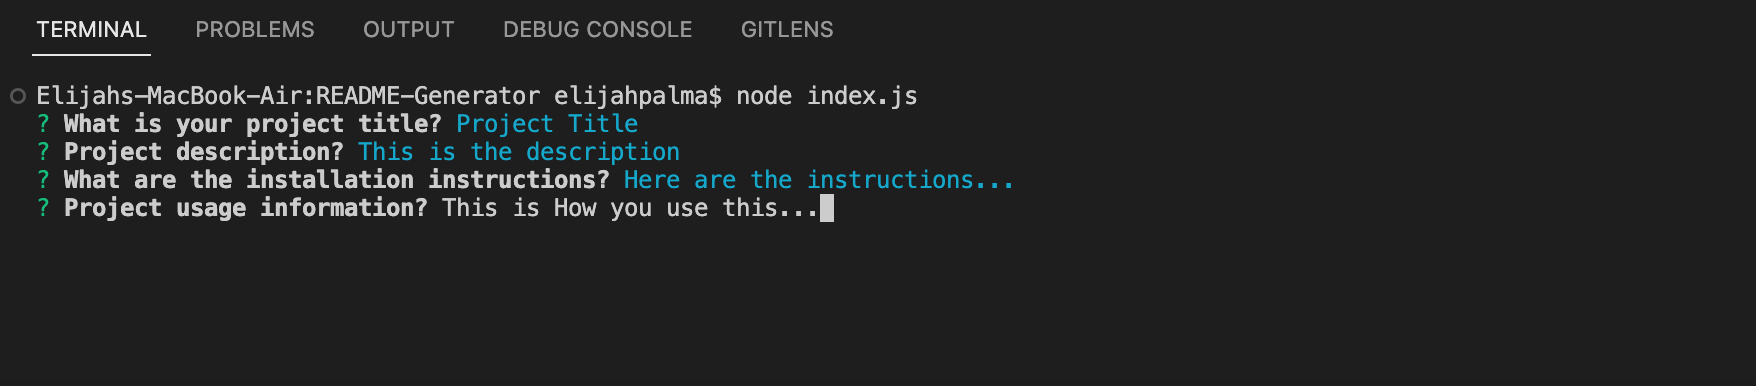 TERMINAL PROBLEMS OUTPUT DEBUG CONSOLE GITLENS
Elijahs-MacBook-Air:README-Generator elijahpalma$ node index.js
? What is your project title? Project Title
? Project description? This is the description
? What are the installation instructions? Here are the instructions...
? Project usage information? This is How you use this...